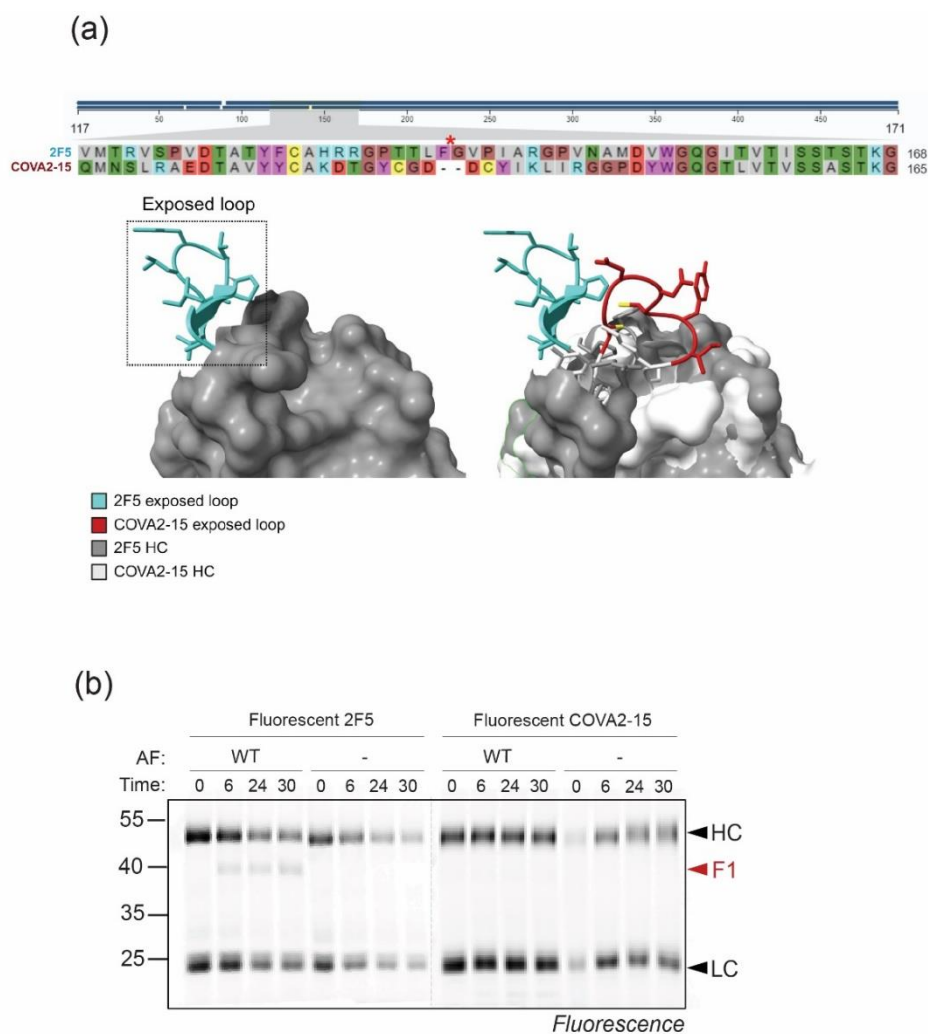 (a)
50 100 150 200 250 300 350 400 450
117 171
*
2F5 VMTRVSPVDTATYFCAHRRGPTTLFGVPIARGPVNAMDVWGQGITVTISSTSTKG 168
COVA2-15 QMNSLRAEDTAVYYCAKDTGYCGD--DCYIKLIRGGPDYWGQGTLVTVSSASTKG 165
Exposed loop
2F5 exposed loop
COVA2-15 exposed loop
2F5 HC
COVA2-15 HC
(b)
Fluorescent 2F5 Fluorescent COVA2-15
AF: WT - WT -
Time: 0 6 24 30 0 6 24 30 0 6 24 30 0 6 24 30
55
HC
40
F1
35
25
LC
Fluorescence